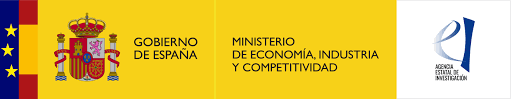 GOBIERNO
DE ESPAÑA
MINISTERIO
DE ECONOMÍA, INDUSTRIA
Y COMPETITIVIDAD
AGENCIA
ESTATAL DE
INVESTIGACIÓN